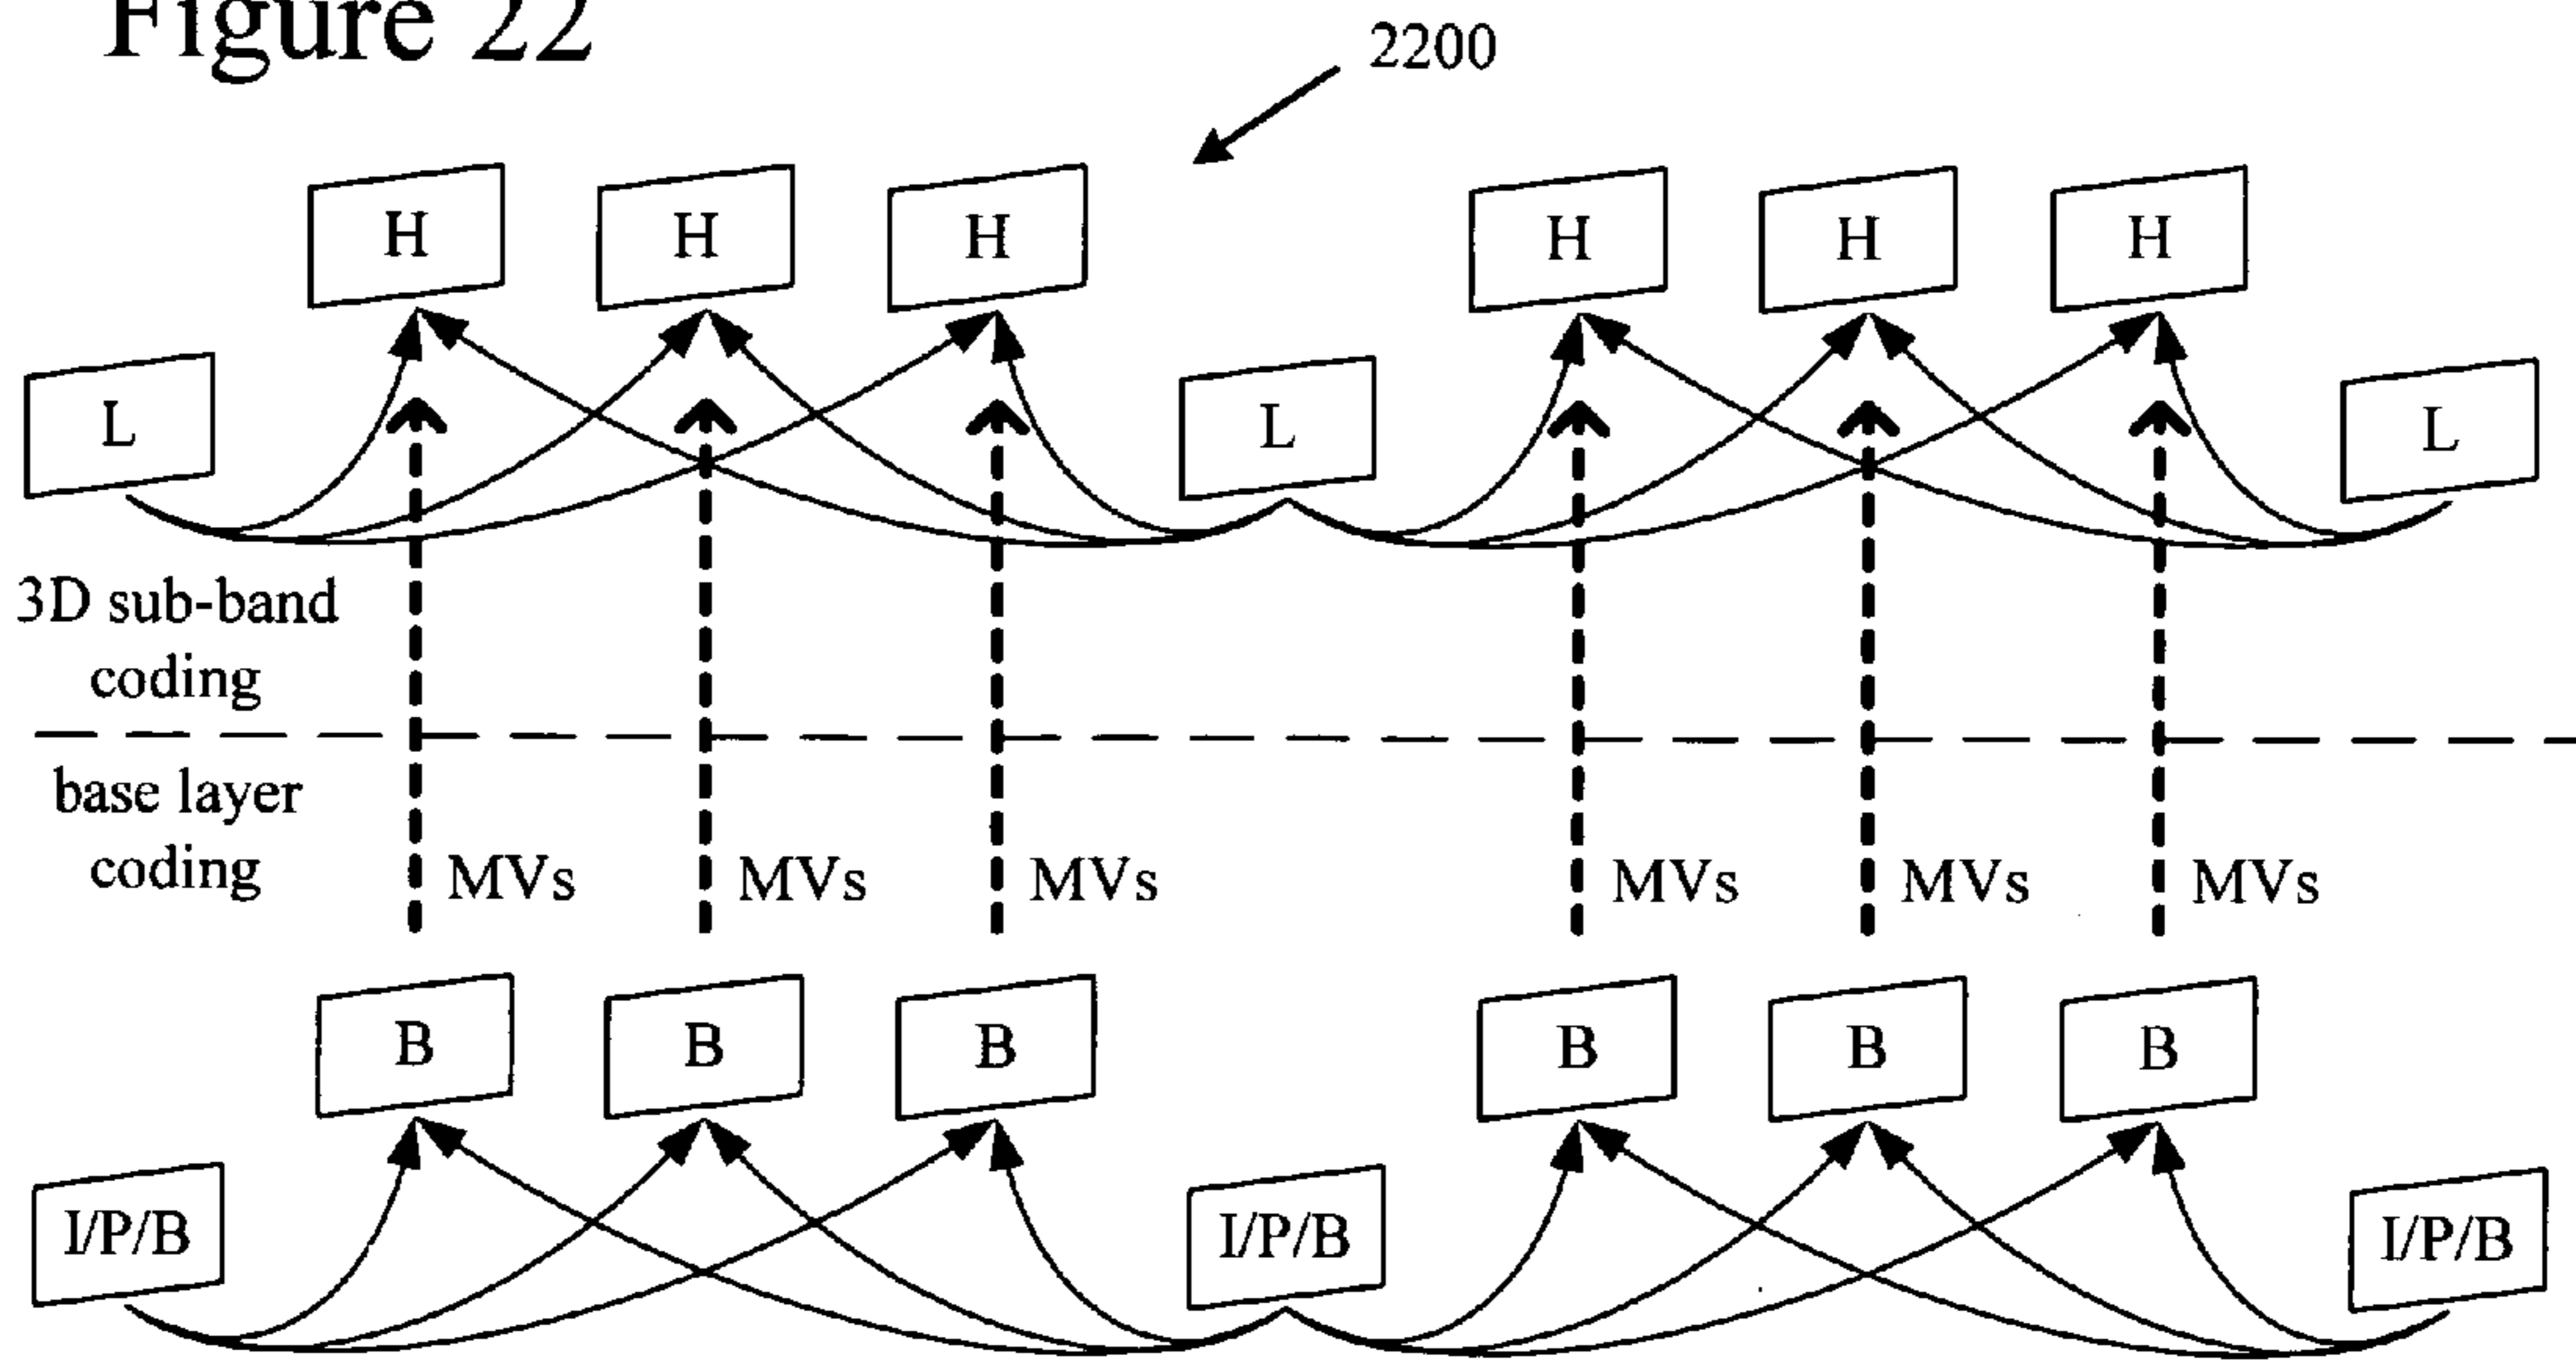 Figure 22
2200
H H H H H H
L L L
3D sub-band
coding
base layer
coding
MVs MVs MVs MVs MVs MVs
B B B B B B
I/P/B I/P/B I/P/B